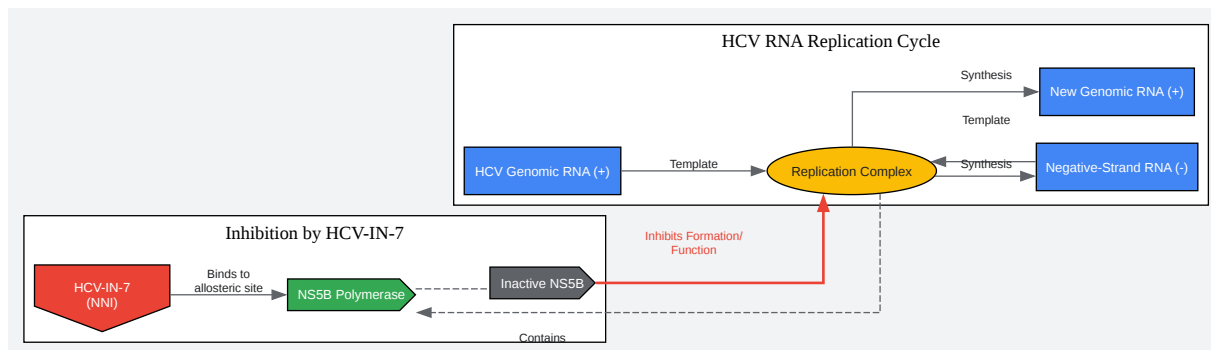 HCV RNA Replication Cycle
Synthesis
New Genomic RNA (+)
Template
HCV Genomic RNA (+)
Template
Replication Complex
Synthesis
Negative-Strand RNA (-)
Inhibition by HCV-IN-7
Inhibits Formation/
Function
HCV-IN-7
(NNI)
Binds to
allosteric site
NS5B Polymerase
Inactive NS5B
Contains